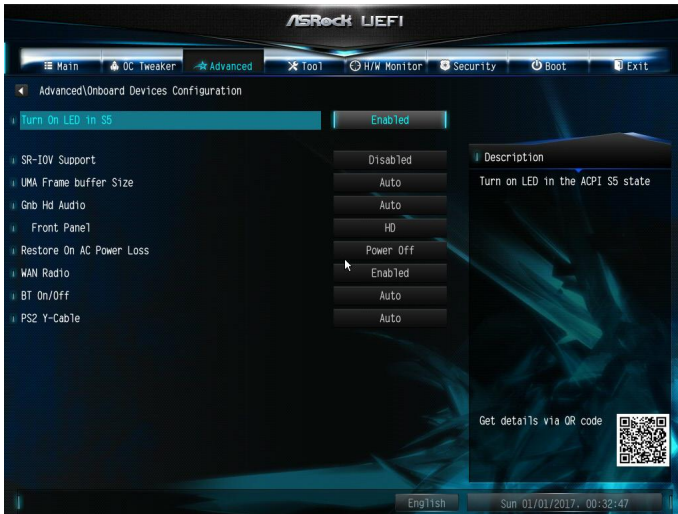 ASRock UEFI
Main OC Tweaker Advanced Tool H/W Monitor Security Boot Exit
Advanced\Onboard Devices Configuration
Turn On LED in S5 Enabled
SR-IOV Support Disabled
UMA Frame buffer Size Auto
Gnb Hd Audio Auto
Front Panel HD
Restore On AC Power Loss Power Off
WAN Radio Enabled
BT On/Off Auto
PS2 Y-Cable Auto
Description
Turn on LED in the ACPI S5 state
Get details via QR code
English Sun 01/01/2017, 00:32:47